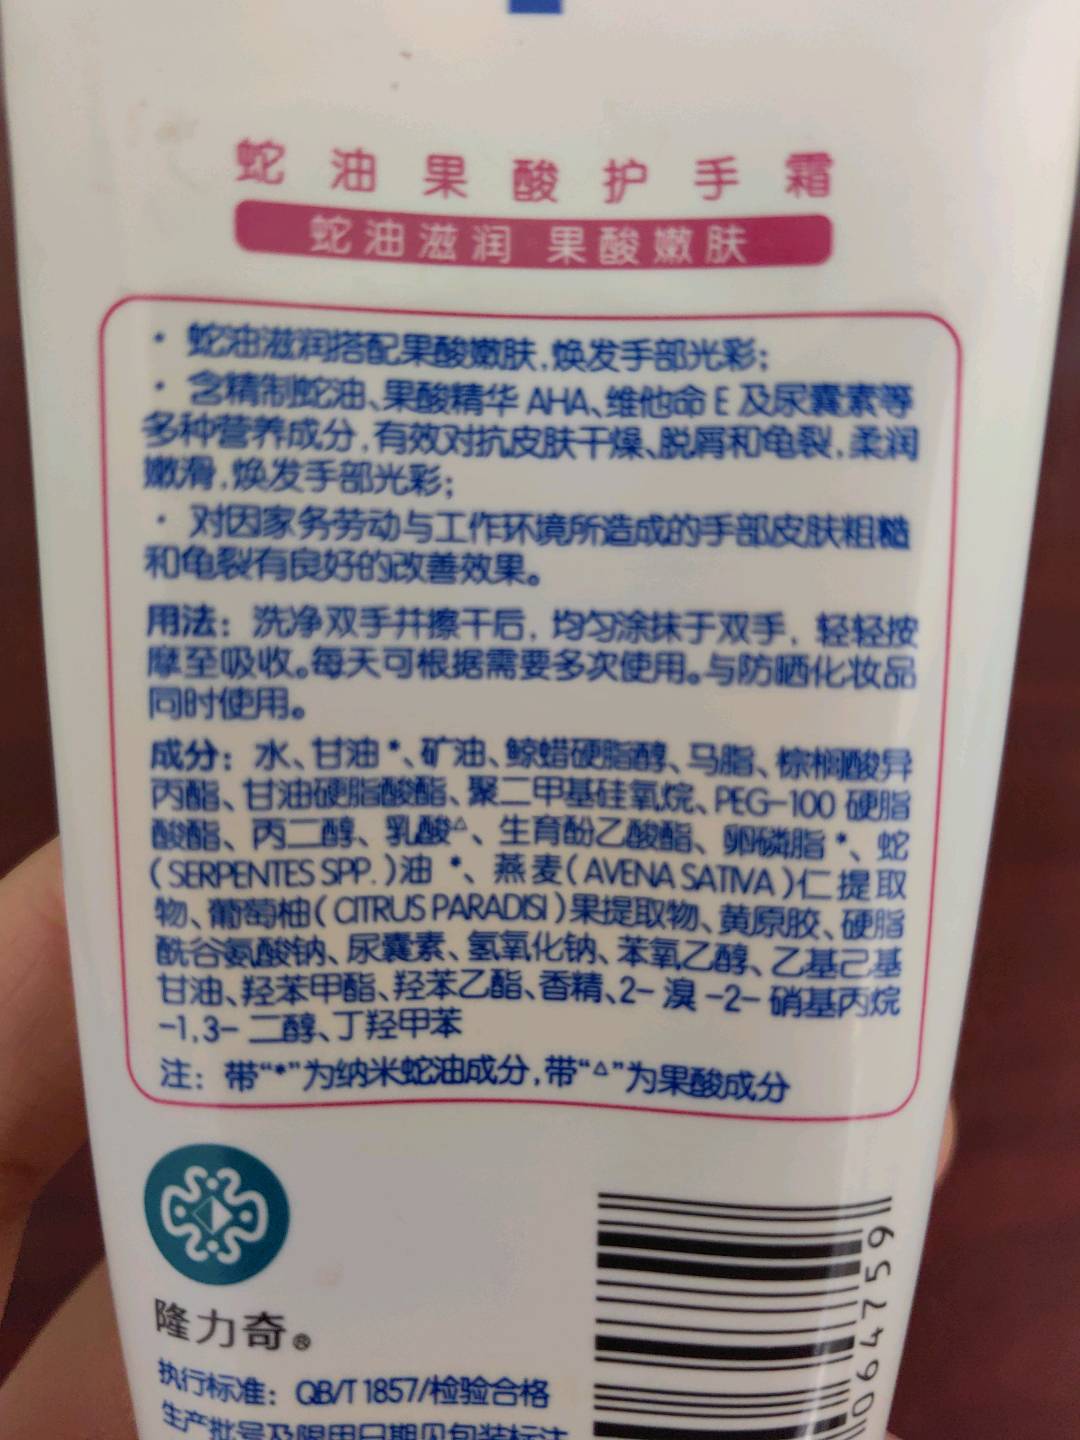 蛇油果酸护手霜
蛇油滋润 果酸嫩肤
· 蛇油滋润搭配果酸嫩肤,焕发手部光彩;
· 含精制蛇油、果酸精华 AHA、维他命 E 及尿囊素等
多种营养成分,有效对抗皮肤干燥、脱屑和龟裂,柔润
嫩滑,焕发手部光彩;
· 对因家务劳动与工作环境所造成的手部皮肤粗糙
和龟裂有良好的改善效果。
用法：洗净双手并擦干后，均匀涂抹于双手，轻轻按
摩至吸收。每天可根据需要多次使用。与防晒化妆品
同时使用。
成分：水、甘油*、矿油、鲸蜡硬脂醇、马脂、棕榈酸异
丙酯、甘油硬脂酸酯、聚二甲基硅氧烷、PEG-100 硬脂
酸酯、丙二醇、乳酸△、生育酚乙酸酯、卵磷脂*、蛇
(SERPENTES SPP.)油*、燕麦(AVENA SATIVA)仁提取
物、葡萄柚(CITRUS PARADISI)果提取物、黄原胶、硬脂
酰谷氨酸钠、尿囊素、氢氧化钠、苯氧乙醇、乙基己基
甘油、羟苯甲酯、羟苯乙酯、香精、2-溴-2-硝基丙烷
-1,3-二醇、丁羟甲苯
注：带“*”为纳米蛇油成分,带“△”为果酸成分
隆力奇®
执行标准：QB/T 1857/检验合格
生产批号及限用日期见包装标注
064759